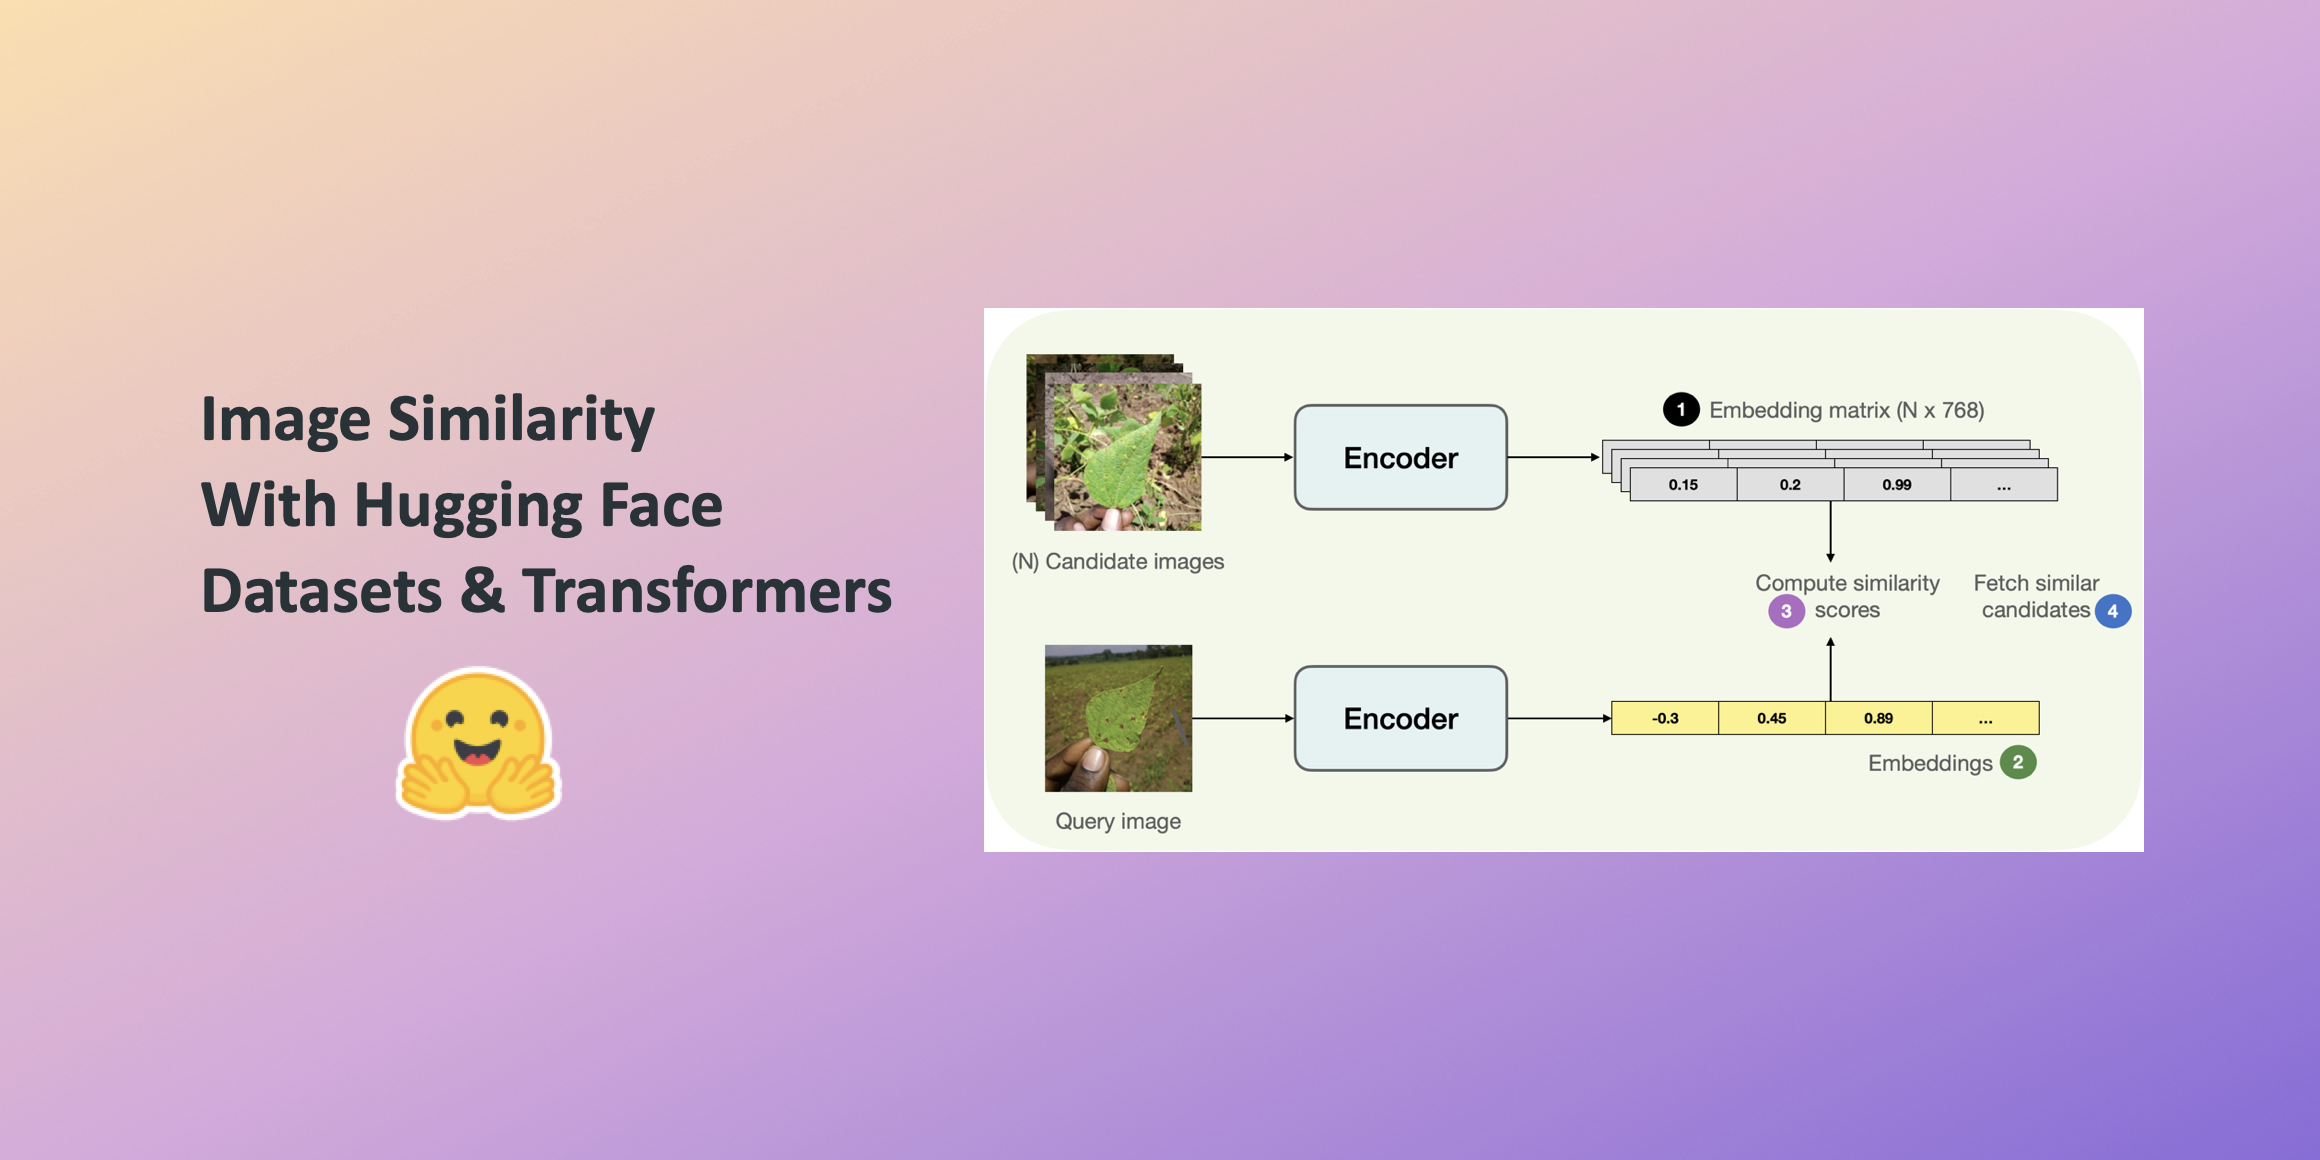 Image Similarity
With Hugging Face
Datasets & Transformers
(N) Candidate images
Encoder
1 Embedding matrix (N x 768)
0.15 0.2 0.99 ...
Compute similarity
3 scores
Fetch similar
candidates 4
Query image
Encoder
-0.3 0.45 0.89 ...
Embeddings 2